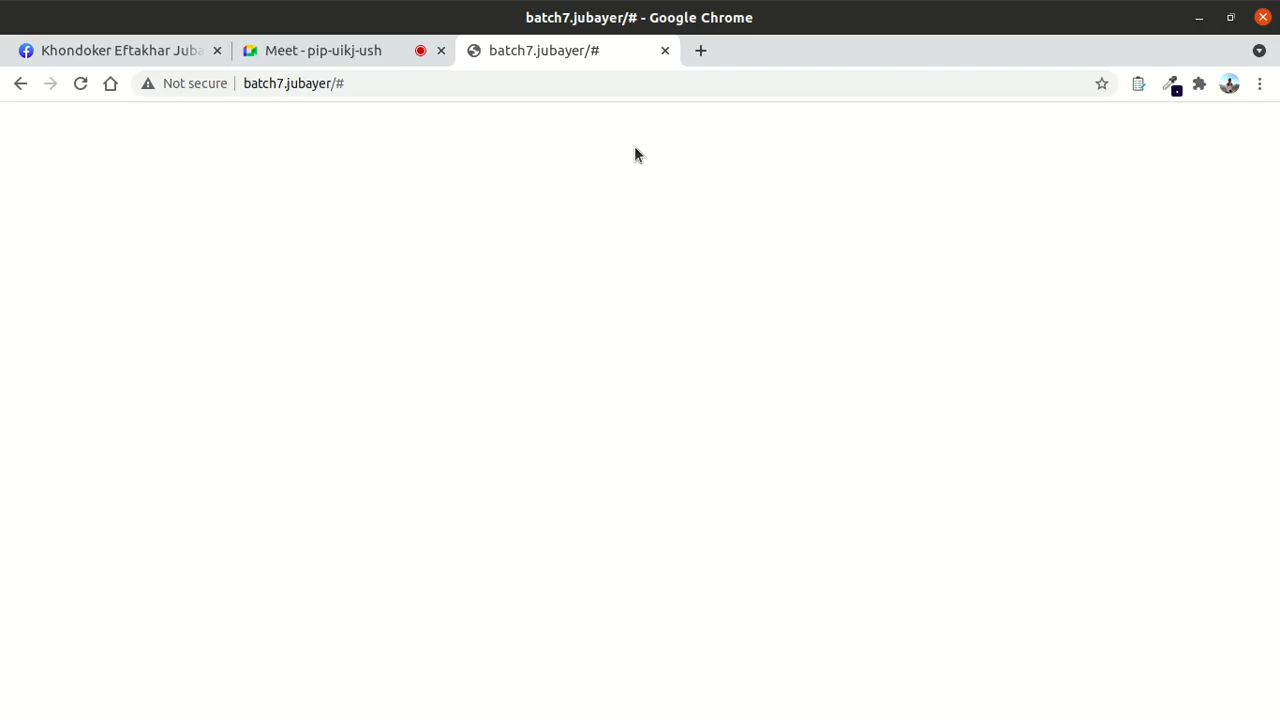 batch7.jubayer/# - Google Chrome
Khondoker Eftakhar Juba
Meet - pip-uikj-ush
batch7.jubayer/#
Not secure
batch7.jubayer/#